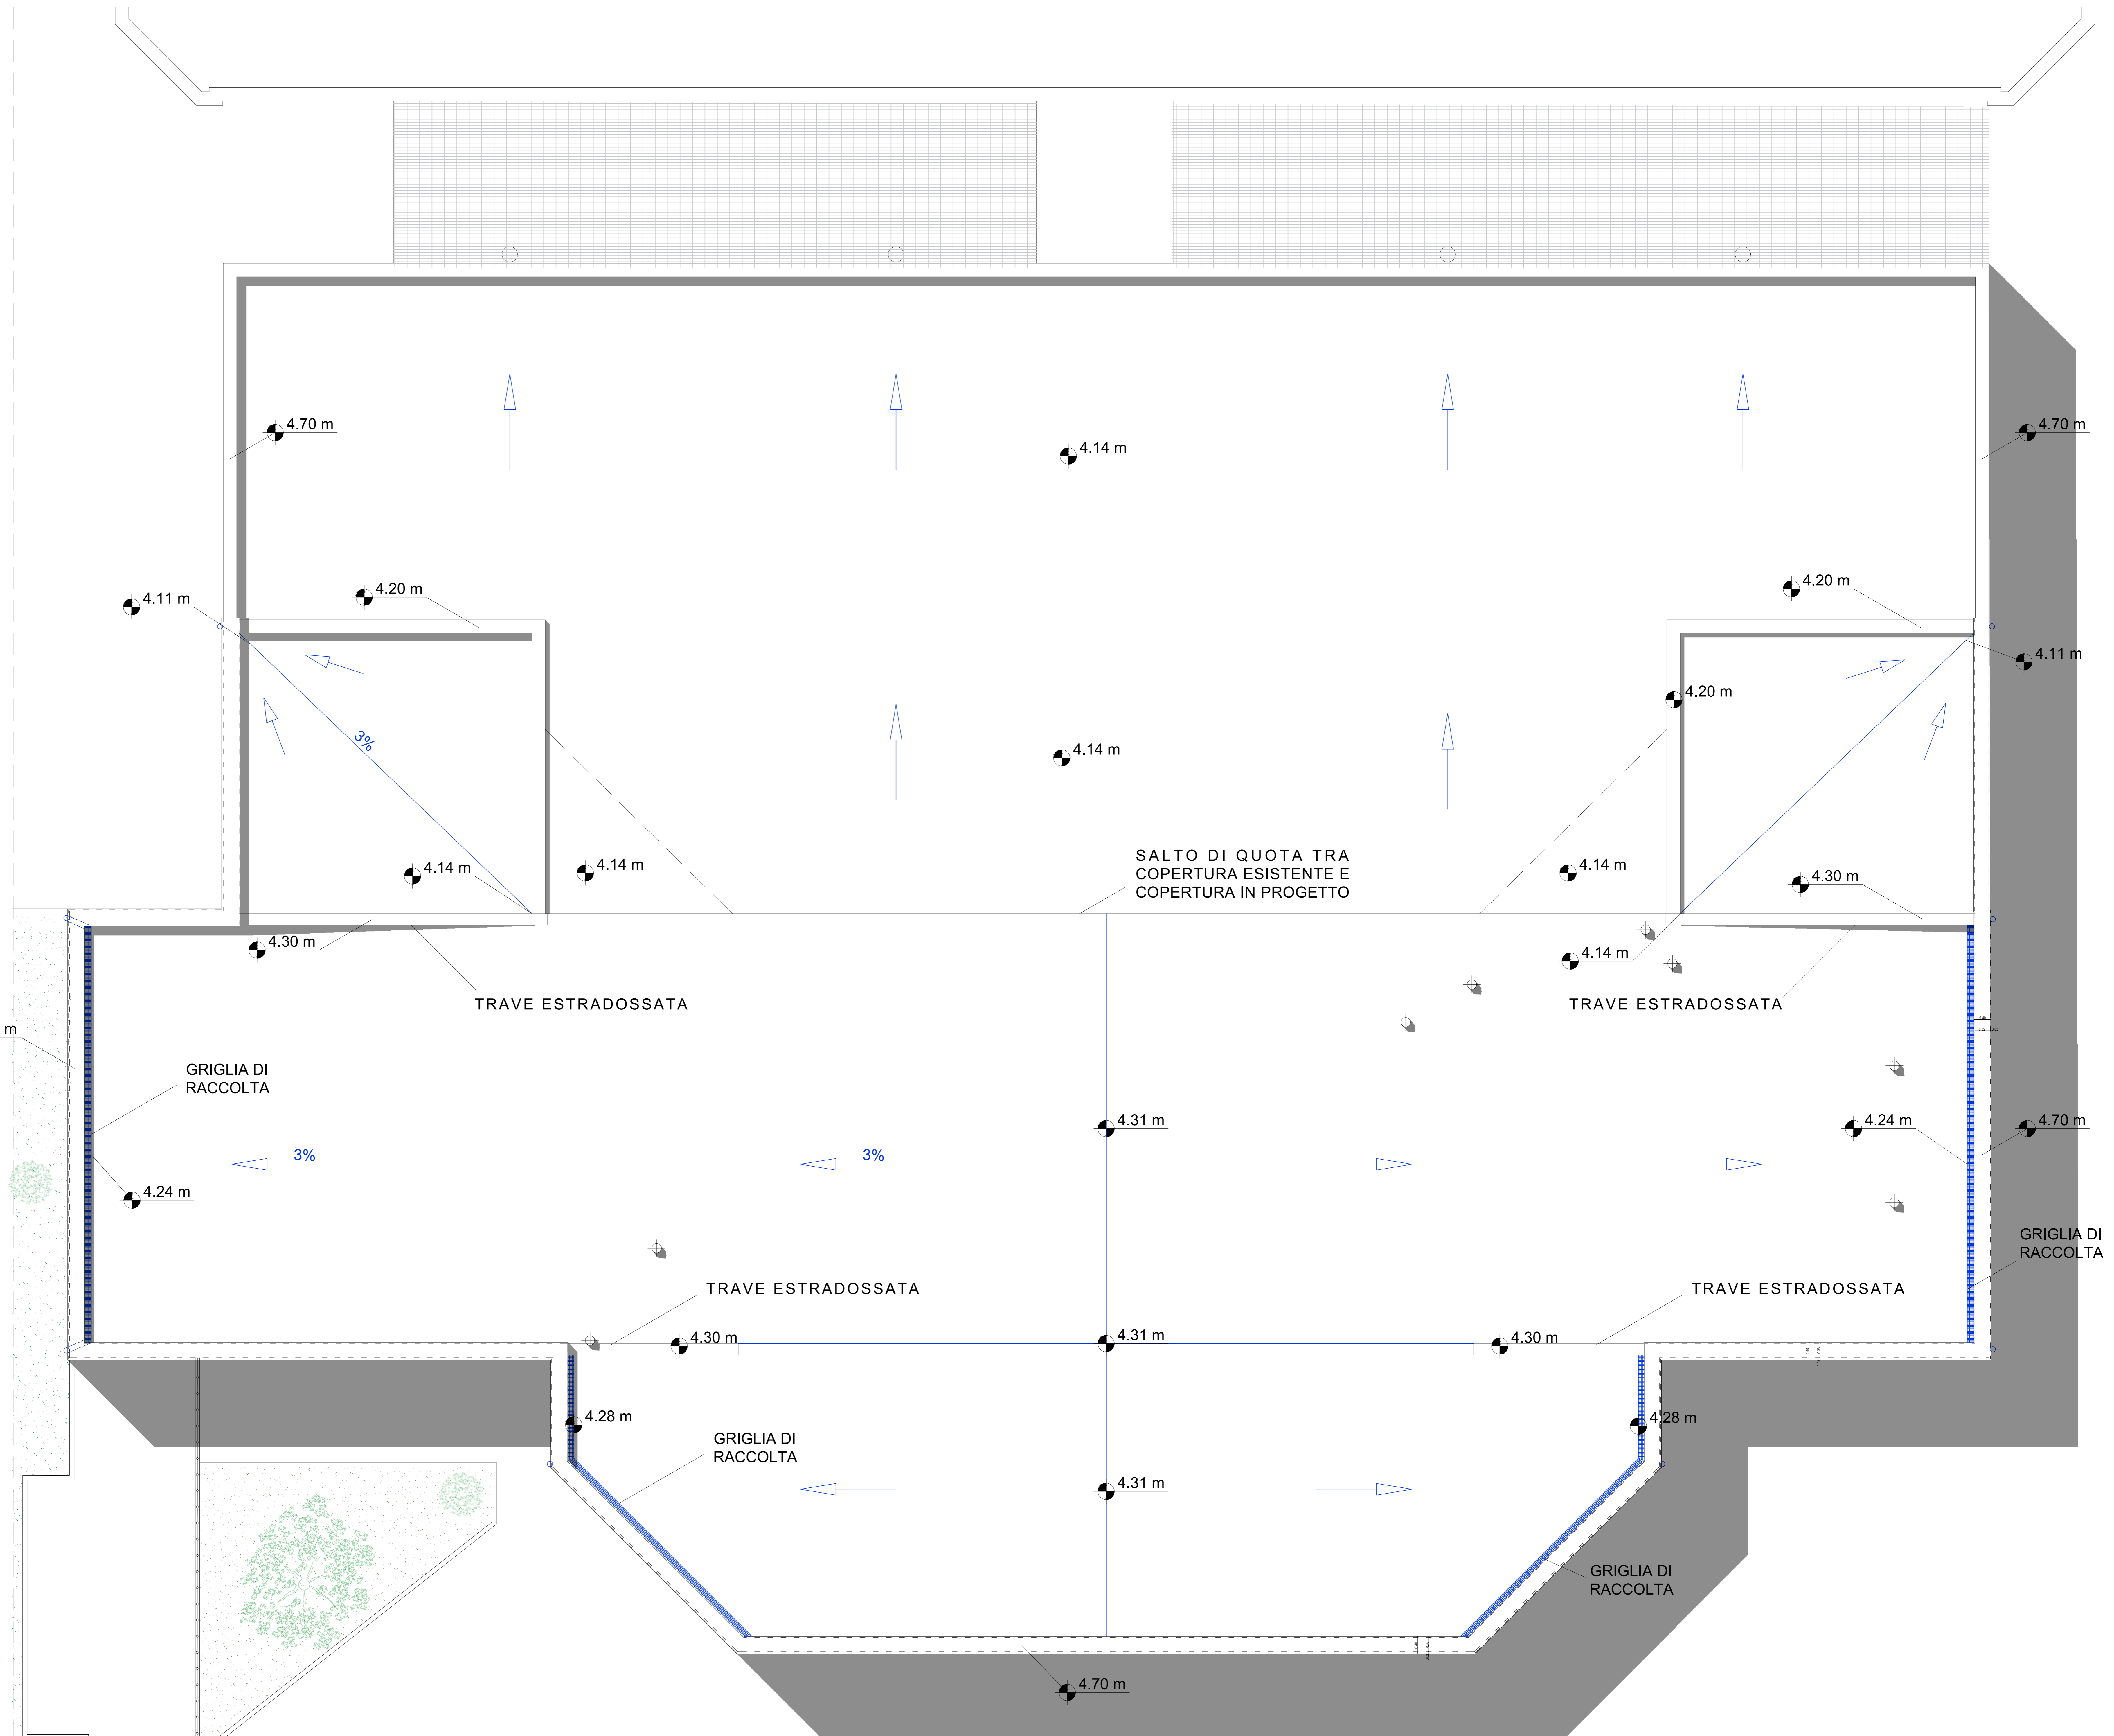 4.70 m
4.14 m
4.70 m
4.11 m
4.20 m
4.20 m
4.11 m
4.20 m
3%
4.14 m
4.14 m
4.14 m
SALTO DI QUOTA TRA
COPERTURA ESISTENTE E
COPERTURA IN PROGETTO
4.14 m
4.30 m
4.30 m
4.14 m
TRAVE ESTRADOSSATA
TRAVE ESTRADOSSATA
m
GRIGLIA DI
RACCOLTA
4.31 m
4.24 m
4.70 m
3%
3%
4.24 m
GRIGLIA DI
RACCOLTA
TRAVE ESTRADOSSATA
TRAVE ESTRADOSSATA
4.30 m
4.31 m
4.30 m
4.28 m
4.28 m
GRIGLIA DI
RACCOLTA
4.31 m
GRIGLIA DI
RACCOLTA
4.70 m